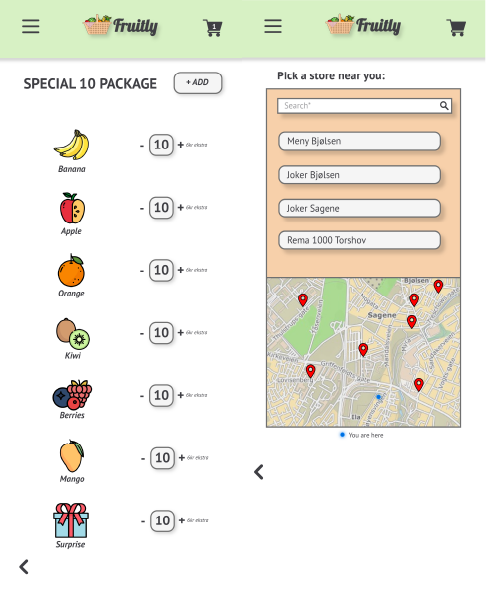 Fruitly
1
SPECIAL 10 PACKAGE
+ ADD
- 10 + 6kr ekstra
Banana
- 10 + 6kr ekstra
Apple
- 10 + 6kr ekstra
Orange
- 10 + 6kr ekstra
Kiwi
- 10 + 6kr ekstra
Berries
- 10 + 6kr ekstra
Mango
- 10 + 6kr ekstra
Surprise
Fruitly
Pick a store near you:
Search*
Meny Bjølsen
Joker Bjølsen
Joker Sagene
Rema 1000 Torshov
Bjølsen
Sagene
Ila
You are here